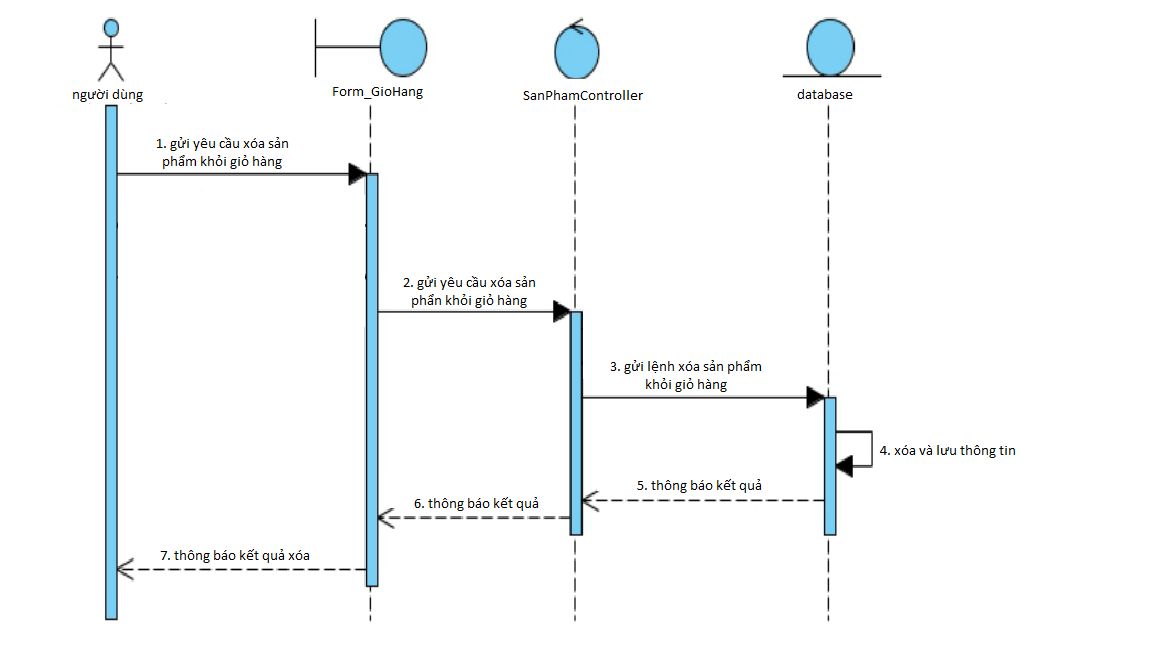 người dùng
Form_GioHang
SanPhamController
database
1. gửi yêu cầu xóa sản
phẩm khỏi giỏ hàng
2. gửi yêu cầu xóa sản
phẩn khỏi giỏ hàng
3. gửi lệnh xóa sản phẩm
khỏi giỏ hàng
4. xóa và lưu thông tin
5. thông báo kết quả
6. thông báo kết quả
7. thông báo kết quả xóa